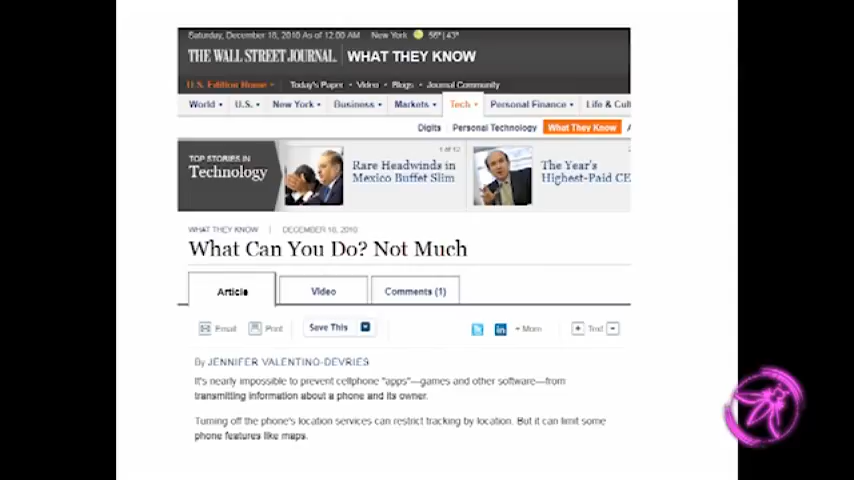 Saturday, December 18, 2010 As of 12:00 AM New York 56º | 43º
THE WALL STREET JOURNAL. WHAT THEY KNOW
U.S. Edition Home Today's Paper • Video • Blogs • Journal Community
World U.S. New York Business Markets Tech Personal Finance Life & Cult
Digits Personal Technology What They Know
TOP STORIES IN
Technology
1 of 12
Rare Headwinds in
Mexico Buffet Slim
The Year's
Highest-Paid CE
WHAT THEY KNOW | DECEMBER 18, 2010
What Can You Do? Not Much
Article Video Comments (1)
Email Print Save This + More + Text -
By JENNIFER VALENTINO-DEVRIES
It's nearly impossible to prevent cellphone "apps"—games and other software—from
transmitting information about a phone and its owner.
Turning off the phone's location services can restrict tracking by location. But it can limit some
phone features like maps.